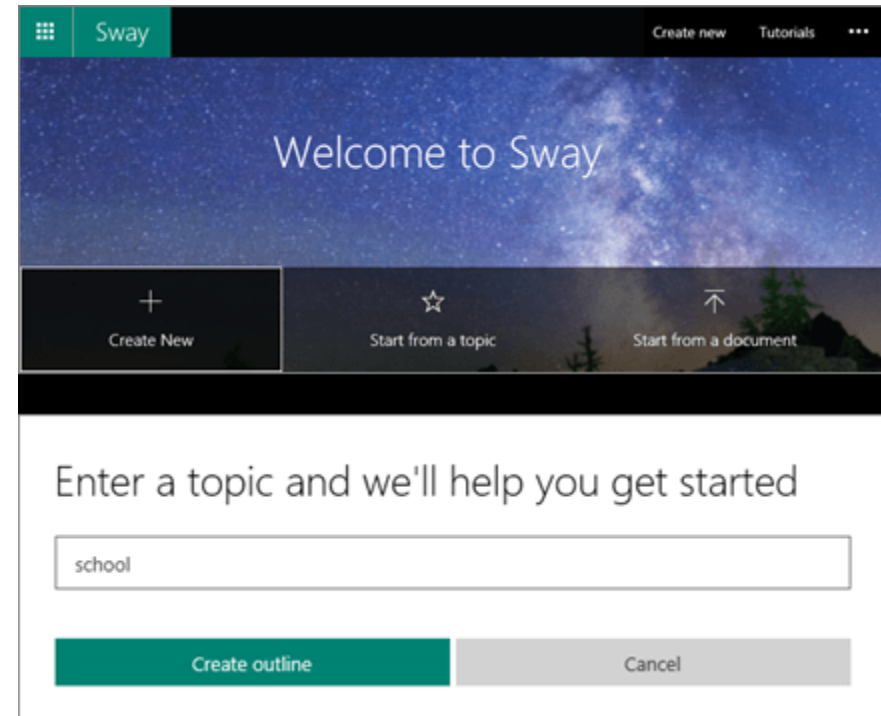 Sway
Create new Tutorials •••
Welcome to Sway
Create New
Start from a topic
Start from a document
Enter a topic and we'll help you get started
school
Create outline
Cancel